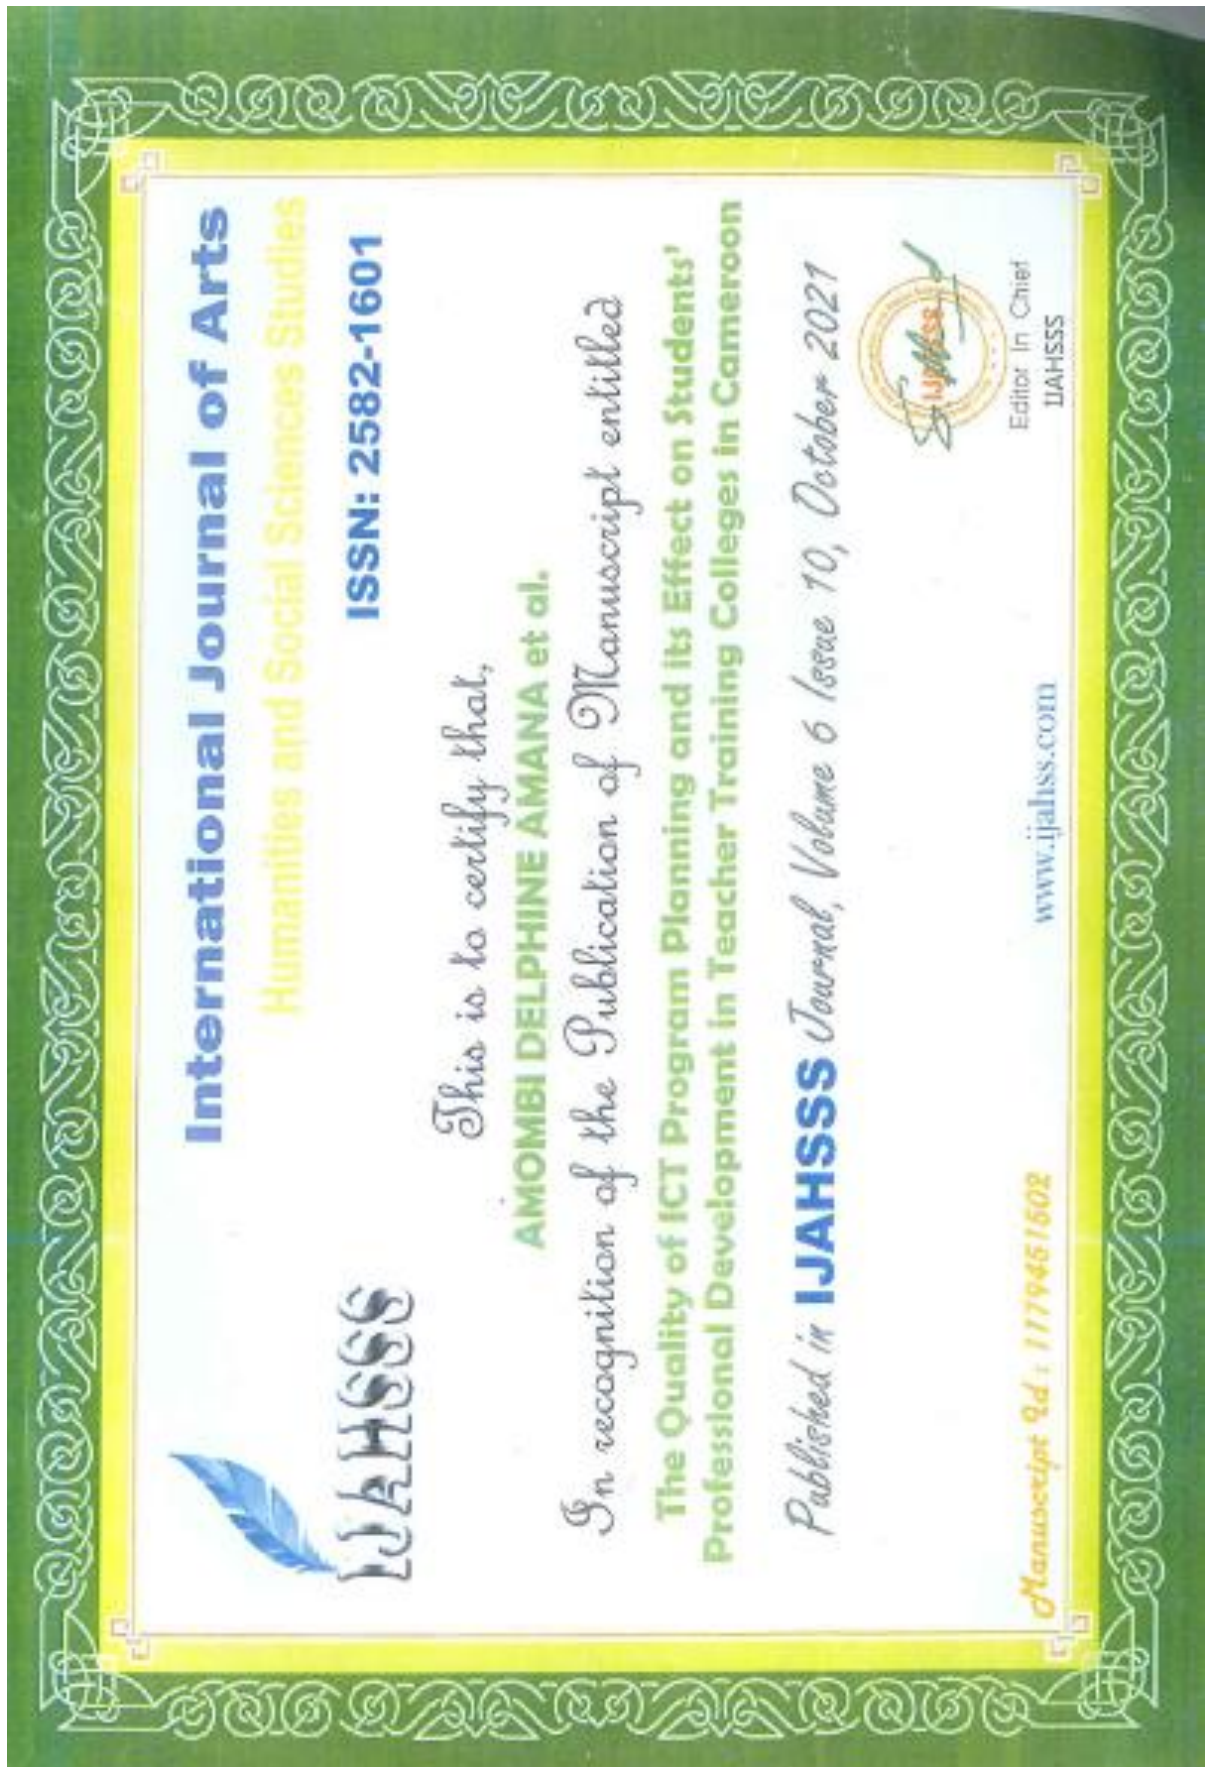 International Journal of Arts
Humanities and Social Sciences Studies
IJAHSSS
ISSN: 2582-1601
This is to certify that,
AMOMBI DELPHINE AMANA et al.
In recognition of the Publication of Manuscript entitled
The Quality of ICT Program Planning and its Effect on Students'
Professional Development in Teacher Training Colleges in Cameroon
Published in IJAHSSS Journal, Volume 6 Issue 10, October 2021
Editor In Chief
IJAHSSS
Manuscript Id : 1779451502
www.ijahss.com